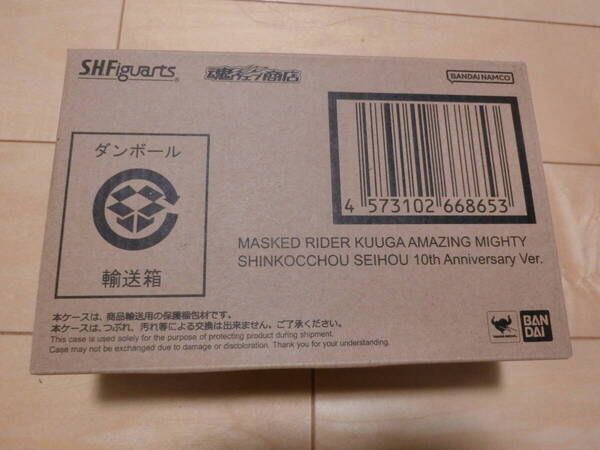 S.H.Figuarts®
魂ウェブ商店
BANDAI NAMCO
ダンボール
輸送箱
4 573102 668653
MASKED RIDER KUUGA AMAZING MIGHTY
SHINKOCCHOU SEIHOU 10th Anniversary Ver.
本ケースは、商品輸送用の保護梱包材です。
本ケースは、つぶれ、汚れ等による交換は出来ません。ご了承ください。
This case is used solely for the purpose of protecting product during shipment.
Case may not be exchanged due to damage or discoloration. Thank you for your understanding.
BAN
DAI